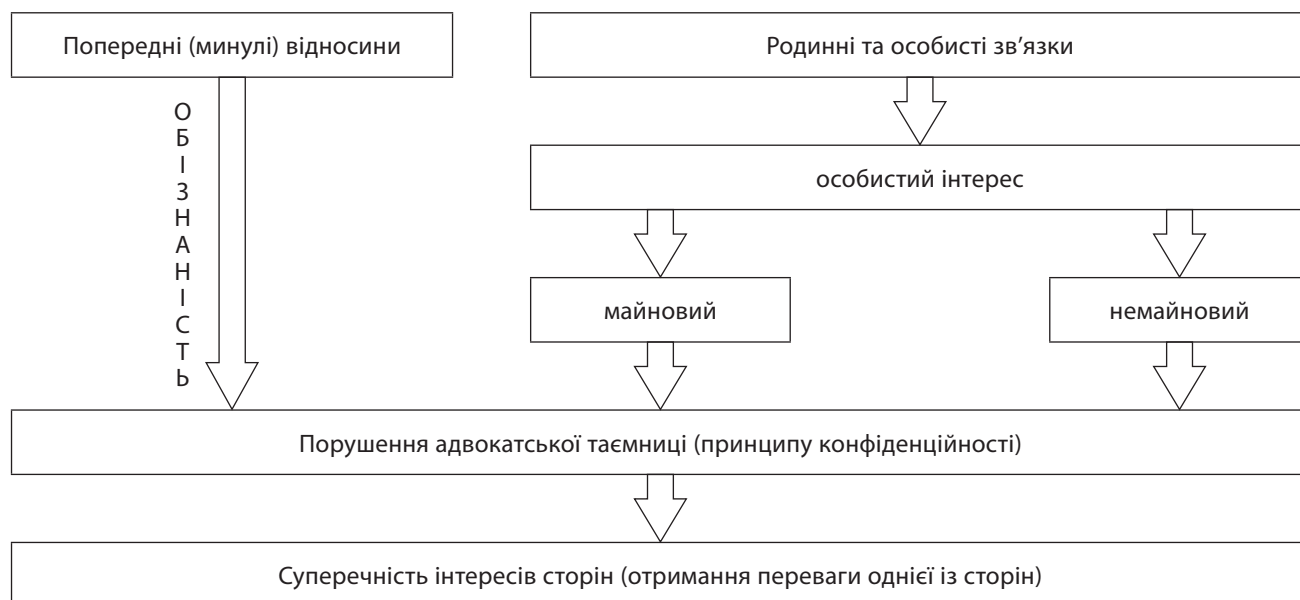 Попередні (минулі) відносини
Родинні та особисті зв’язки
ОБІЗНАНІСТЬ
особистий інтерес
майновий
немайновий
Порушення адвокатської таємниці (принципу конфіденційності)
Суперечність інтересів сторін (отримання переваги однієї із сторін)